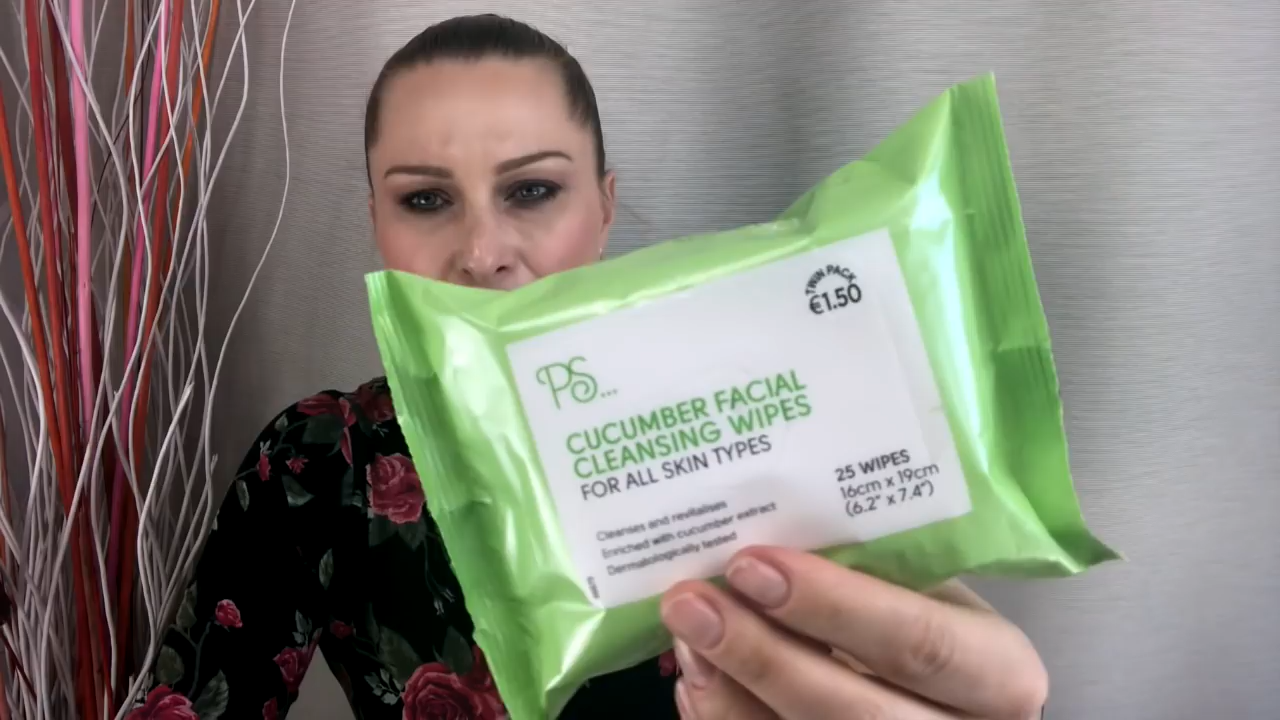 TWIN PACK
€1.50
PS...
CUCUMBER FACIAL
CLEANSING WIPES
FOR ALL SKIN TYPES
25 WIPES
16cm x 19cm
(6.2" x 7.4")
Cleanses and revitalises
Enriched with cucumber extract
Dermatologically tested